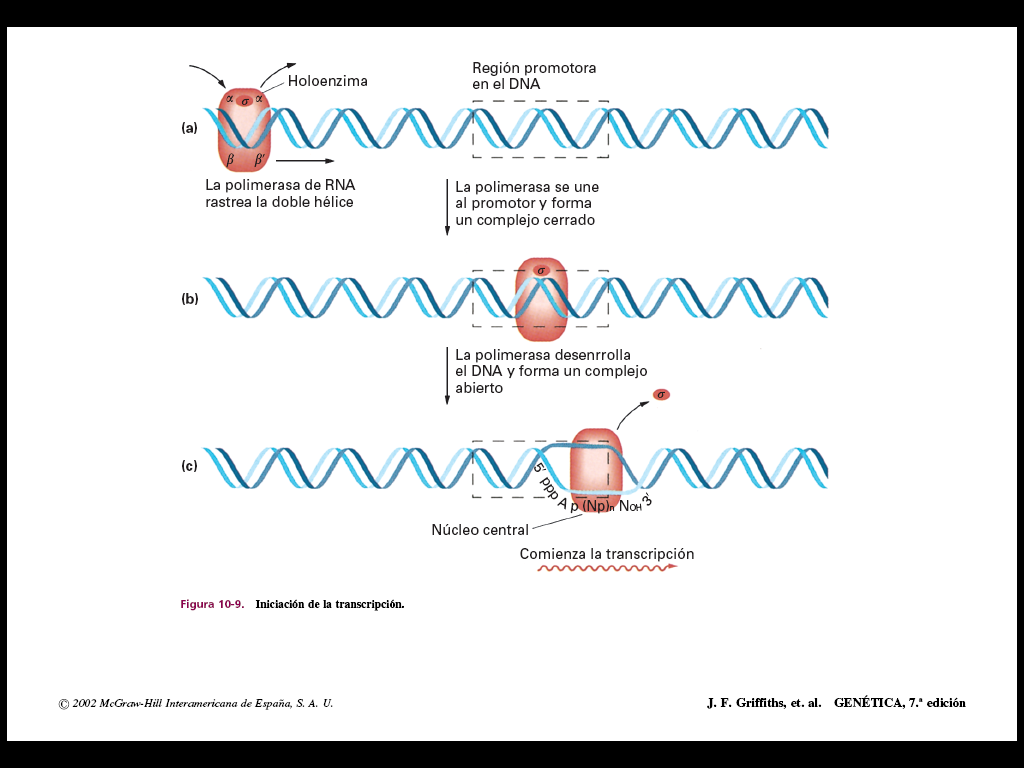 Holoenzima
Región promotora
en el DNA
α σ α
(a)
β β′
La polimerasa de RNA
rastrea la doble hélice
La polimerasa se une
al promotor y forma
un complejo cerrado
σ
(b)
La polimerasa desenrrolla
el DNA y forma un complejo
abierto
σ
(c)
5′ ppp A p (Np)n NOH 3′
Núcleo central
Comienza la transcripción
Figura 10-9. Iniciación de la transcripción.
© 2002 McGraw-Hill Interamericana de España, S. A. U.
J. F. Griffiths, et. al. GENÉTICA, 7.ª edición